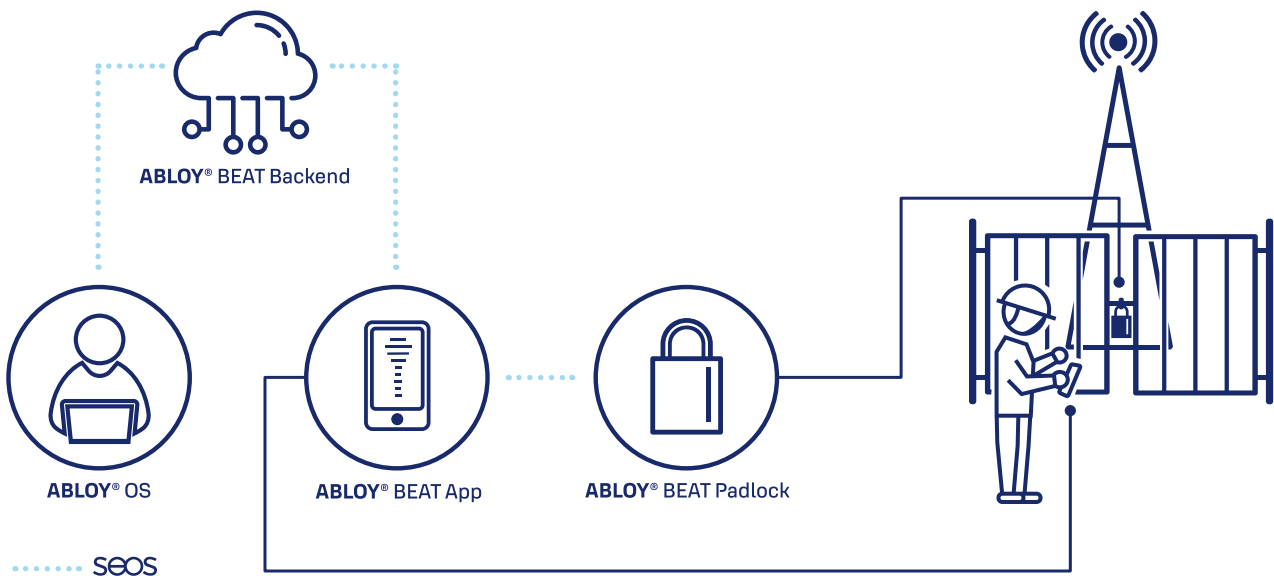 ABLOY® BEAT Backend
ABLOY® OS
ABLOY® BEAT App
ABLOY® BEAT Padlock
SEOS